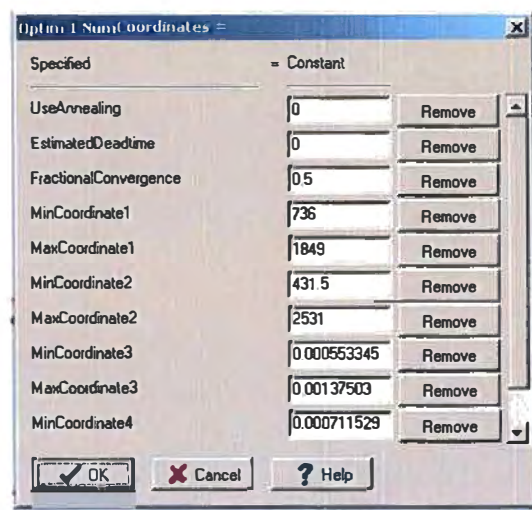 Optim 1 NumCoordinates =
Specified = Constant
UseAnnealing 0 Remove
EstimatedDeadtime 0 Remove
FractionalConvergence 0.5 Remove
MinCoordinate1 736 Remove
MaxCoordinate1 1849 Remove
MinCoordinate2 431.5 Remove
MaxCoordinate2 2531 Remove
MinCoordinate3 0.000553345 Remove
MaxCoordinate3 0.00137503 Remove
MinCoordinate4 0.000711529 Remove
OK Cancel ? Help